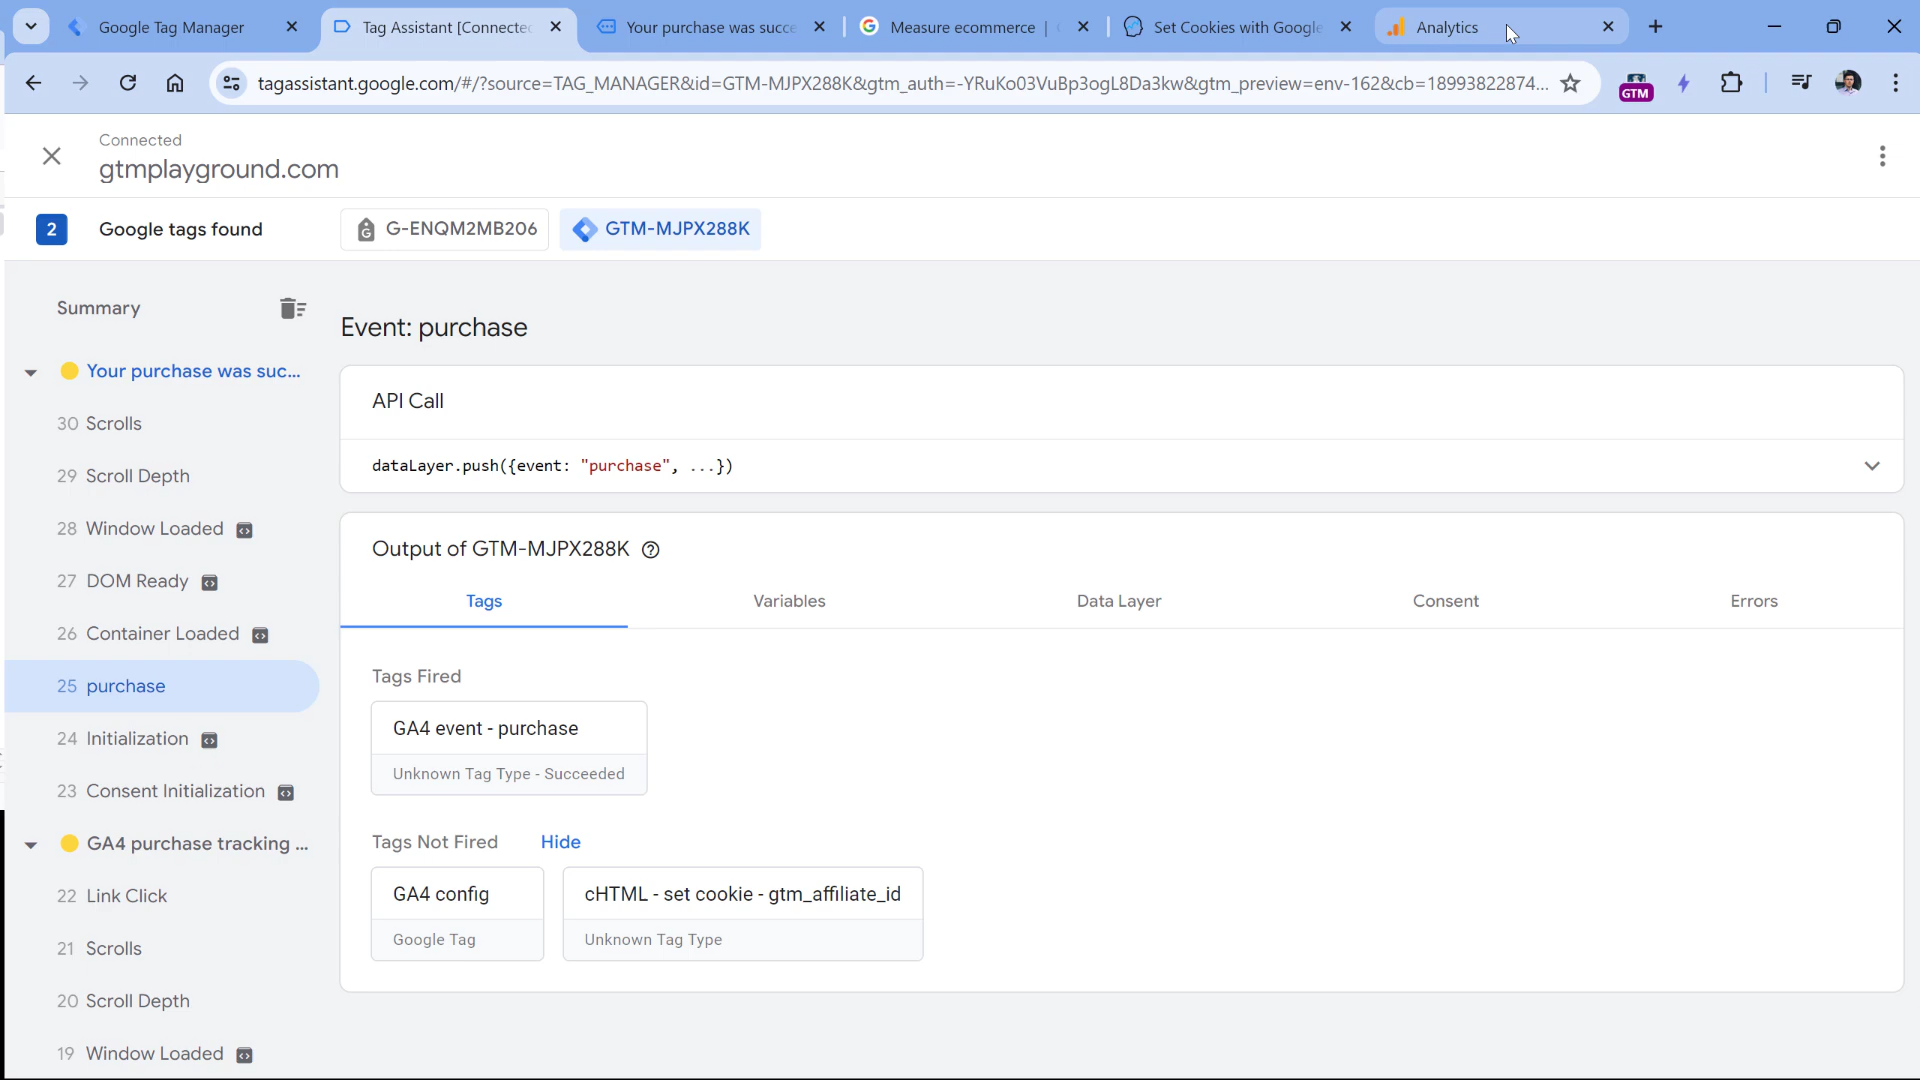 Google Tag Manager
Tag Assistant [Connected
Your purchase was succe
Measure ecommerce |
Set Cookies with Google
Analytics
tagassistant.google.com/#/?source=TAG_MANAGER&id=GTM-MJPX288K&gtm_auth=-YRuKo03VuBp3ogL8Da3kw&gtm_preview=env-162&cb=18993822874...
GTM
Connected
gtmplayground.com
2 Google tags found
G-ENQM2MB206
GTM-MJPX288K
Summary
Your purchase was suc...
30 Scrolls
29 Scroll Depth
28 Window Loaded
27 DOM Ready
26 Container Loaded
25 purchase
24 Initialization
23 Consent Initialization
GA4 purchase tracking ...
22 Link Click
21 Scrolls
20 Scroll Depth
19 Window Loaded
Event: purchase
API Call
dataLayer.push({event: "purchase", ...})
Output of GTM-MJPX288K
Tags
Variables
Data Layer
Consent
Errors
Tags Fired
GA4 event - purchase
Unknown Tag Type - Succeeded
Tags Not Fired Hide
GA4 config
Google Tag
cHTML - set cookie - gtm_affiliate_id
Unknown Tag Type